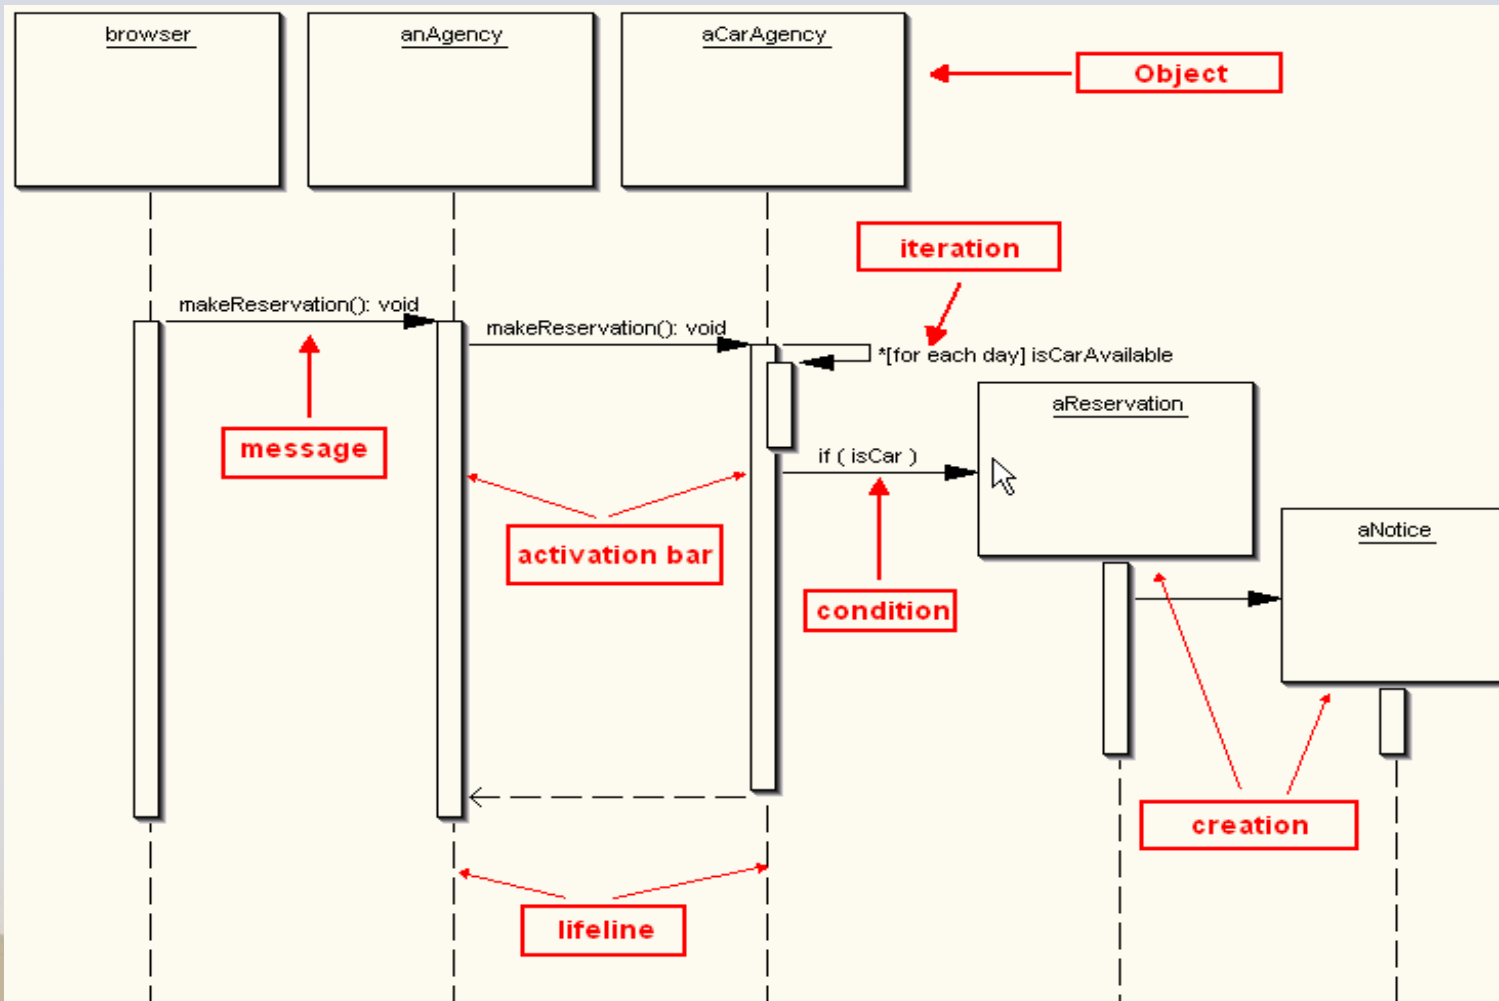 browser
anAgency
aCarAgency
Object
iteration
makeReservation(): void
makeReservation(): void
*[for each day] isCarAvailable
aReservation
message
if ( isCar )
activation bar
aNotice
condition
creation
lifeline